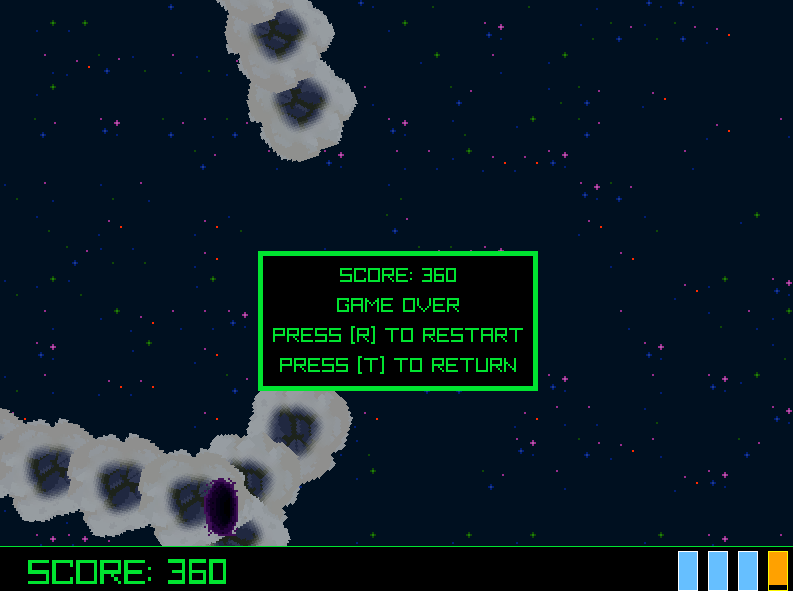 SCORE: 360
GAME OVER
PRESS [R] TO RESTART
PRESS [T] TO RETURN
SCORE: 360